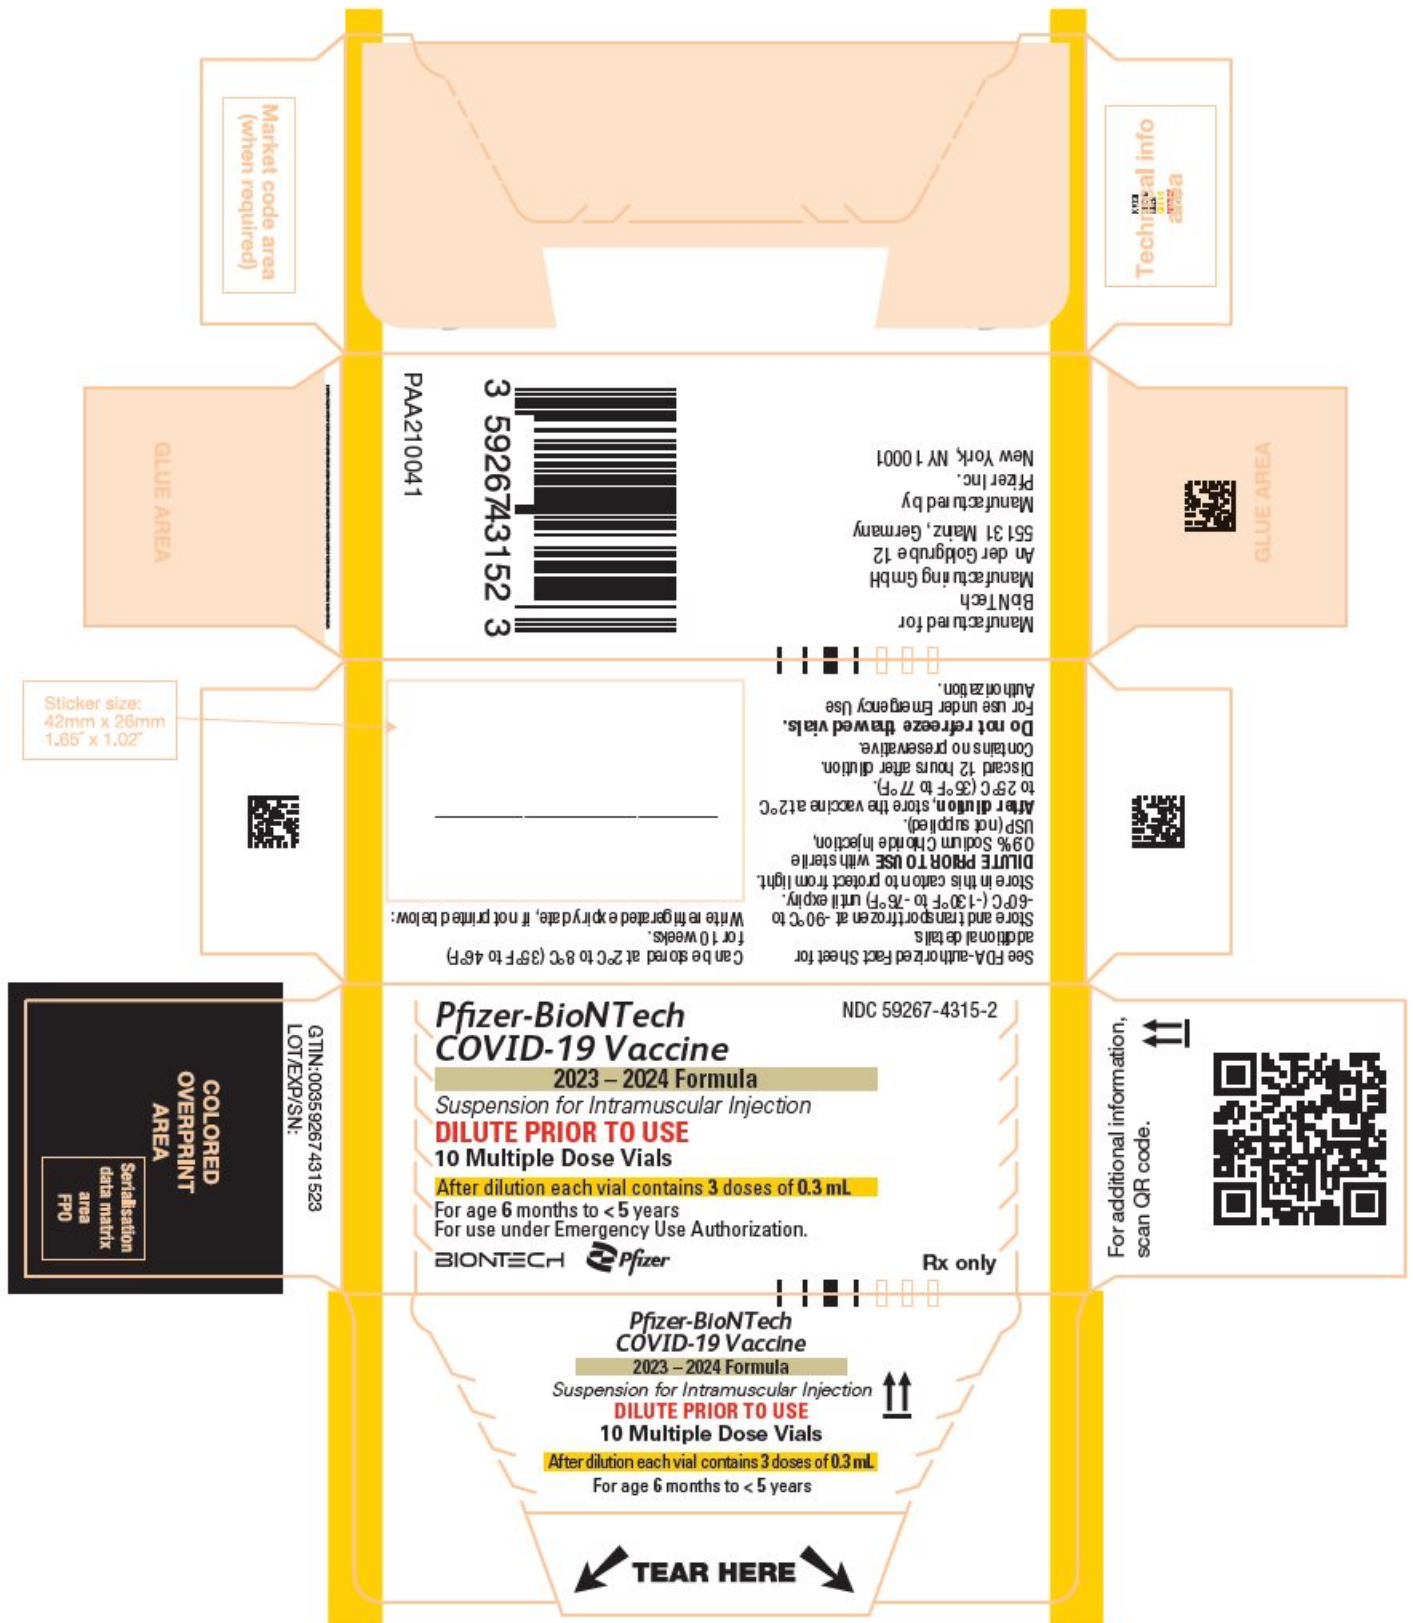 Market code area
(when required)
Technical info
area
GLUE AREA
PAA210041
3 59267 43152 3
Manufactured for
BioNTech
Manufacturing GmbH
An der Goldgrube 12
55131 Mainz, Germany
Manufactured by
Pfizer Inc.
New York, NY 10001
GLUE AREA
Sticker size:
42mm x 26mm
1.65" x 1.02"
Can be stored at 2°C to 8°C (35°F to 46°F)
for 10 weeks.
Write refrigerated expiry date, if not printed below:
See FDA-authorized Fact Sheet for
additional details.
Store and transport frozen at -90°C to
-60°C (-130°F to -76°F) until expiry.
Store in this carton to protect from light.
DILUTE PRIOR TO USE with sterile
0.9% Sodium Chloride Injection,
USP (not supplied).
After dilution, store the vaccine at 2°C
to 25°C (35°F to 77°F).
Discard 12 hours after dilution.
Contains no preservative.
Do not refreeze thawed vials.
For use under Emergency Use
Authorization.
COLORED
OVERPRINT
AREA
Serialisation
data matrix
area
FPO
GTIN:00359267431523
LOT/EXP/SN:
Pfizer-BioNTech
COVID-19 Vaccine
NDC 59267-4315-2
2023 – 2024 Formula
Suspension for Intramuscular Injection
DILUTE PRIOR TO USE
10 Multiple Dose Vials
After dilution each vial contains 3 doses of 0.3 mL
For age 6 months to < 5 years
For use under Emergency Use Authorization.
BIONTECH Pfizer
Rx only
For additional information,
scan QR code.
Pfizer-BioNTech
COVID-19 Vaccine
2023 – 2024 Formula
Suspension for Intramuscular Injection
DILUTE PRIOR TO USE
10 Multiple Dose Vials
After dilution each vial contains 3 doses of 0.3 mL
For age 6 months to < 5 years
TEAR HERE